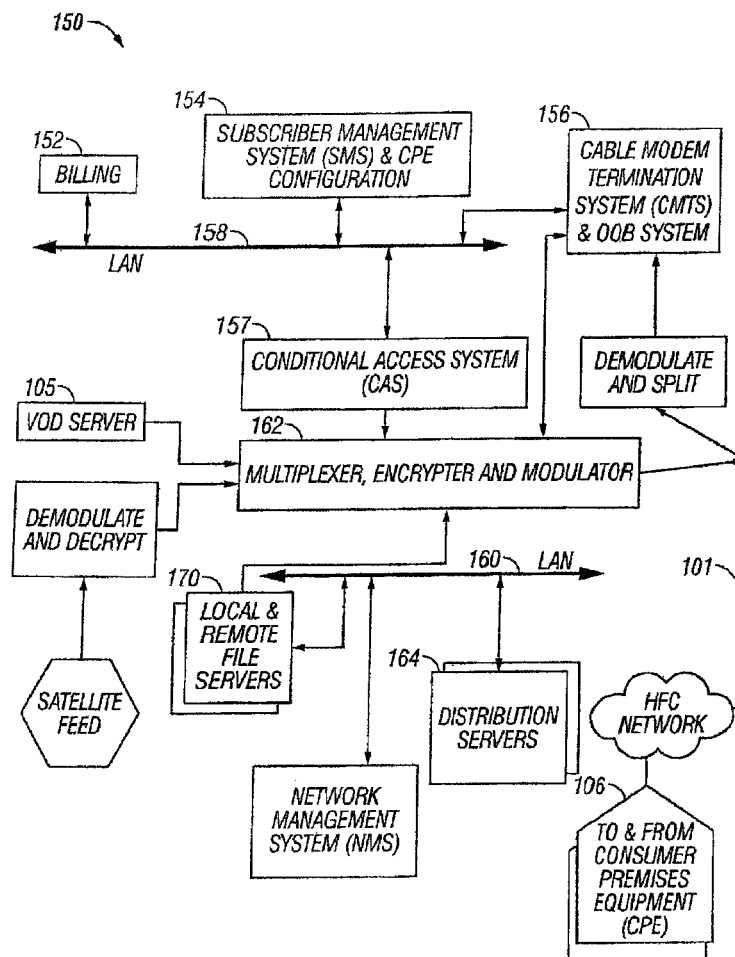 150
154
SUBSCRIBER MANAGEMENT
SYSTEM (SMS) & CPE
CONFIGURATION
156
CABLE MODEM
TERMINATION
SYSTEM (CMTS)
& OOB SYSTEM
152
BILLING
158
LAN
157
CONDITIONAL ACCESS SYSTEM
(CAS)
DEMODULATE
AND SPLIT
105
VOD SERVER
162
MULTIPLEXER, ENCRYPTER AND MODULATOR
DEMODULATE
AND DECRYPT
160
LAN
101
170
LOCAL &
REMOTE
FILE
SERVERS
164
DISTRIBUTION
SERVERS
SATELLITE
FEED
HFC
NETWORK
NETWORK
MANAGEMENT
SYSTEM (NMS)
106
TO & FROM
CONSUMER
PREMISES
EQUIPMENT
(CPE)